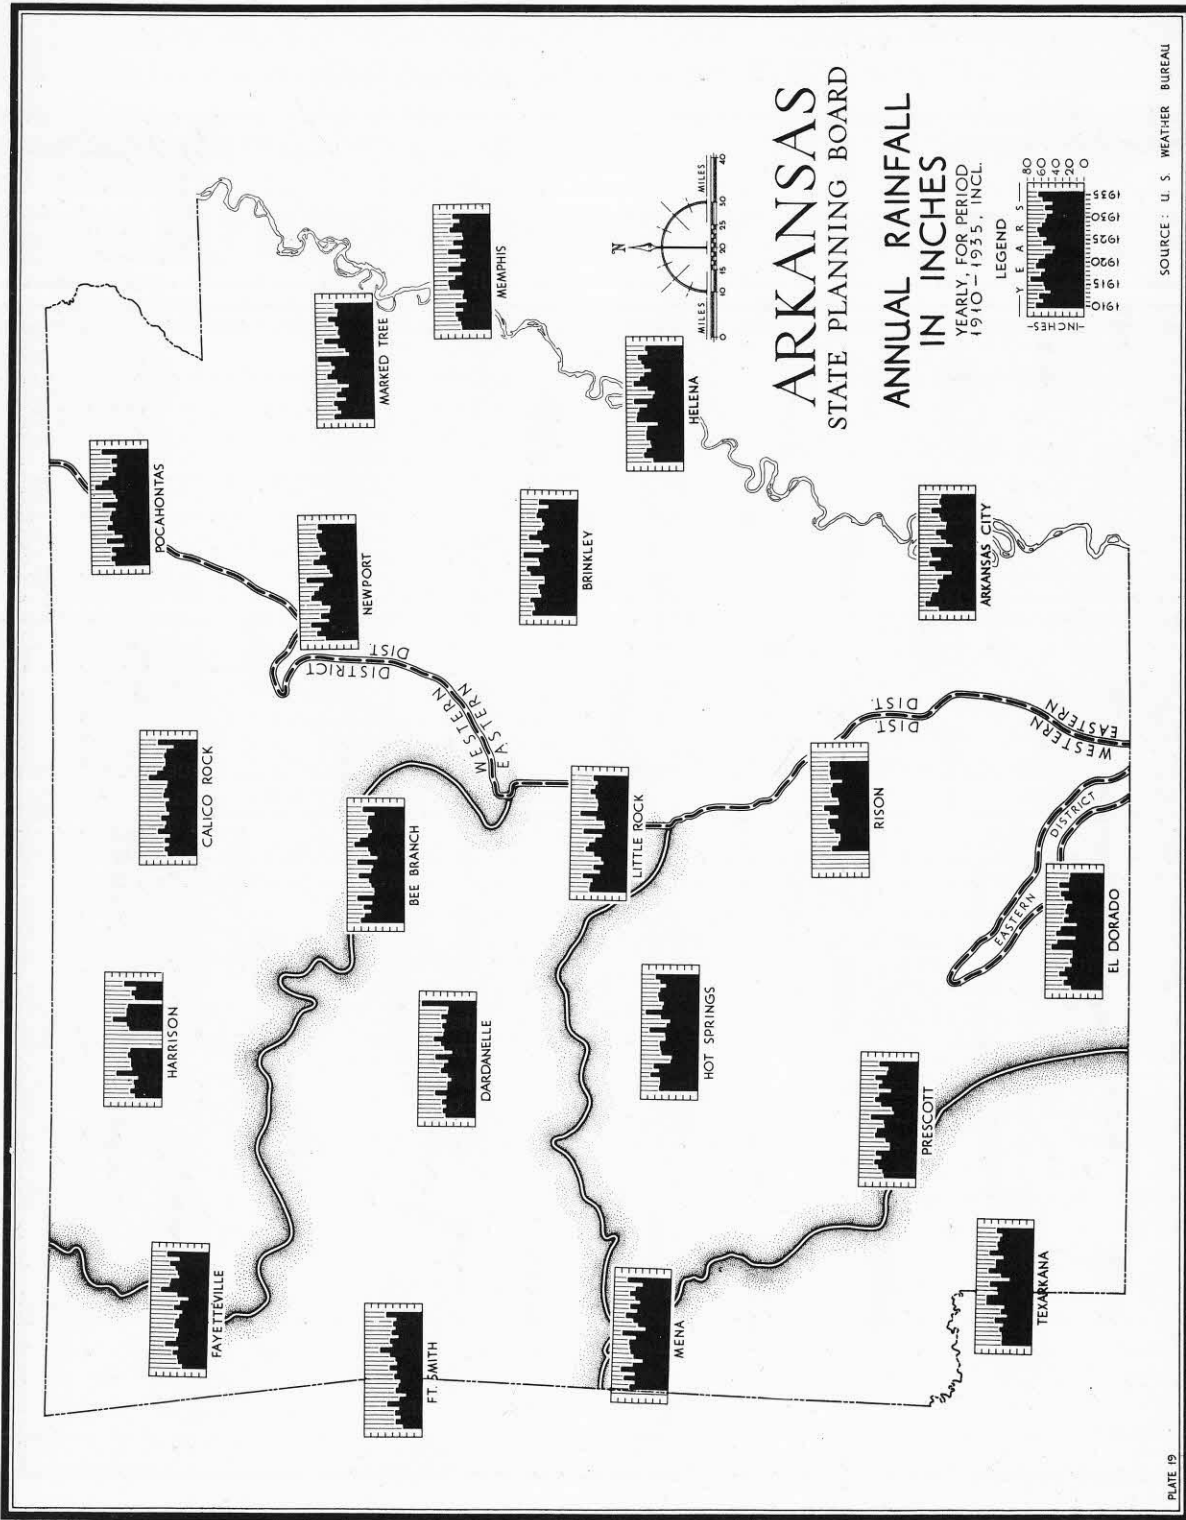 ARKANSAS
STATE PLANNING BOARD
ANNUAL RAINFALL
IN INCHES
YEARLY, FOR PERIOD
1910-1935, INCL.
LEGEND
-YEARS-
-INCHES-
80
60
40
20
0
1910
1915
1920
1925
1930
1935
N
MILES
MILES
0
10
15
20
25
30
40
POCAHONTAS
MARKED TREE
MEMPHIS
HELENA
NEWPORT
BRINKLEY
ARKANSAS CITY
CALICO ROCK
BEE BRANCH
LITTLE ROCK
RISON
EL DORADO
HARRISON
DARDANELLE
HOT SPRINGS
PRESCOTT
FAYETTEVILLE
FT. SMITH
MENA
TEXARKANA
DISTRICT
DIST.
WESTERN
EASTERN
DIST.
DIST.
WESTERN
EASTERN
EASTERN
DISTRICT
PLATE 19
SOURCE: U. S. WEATHER BUREAU